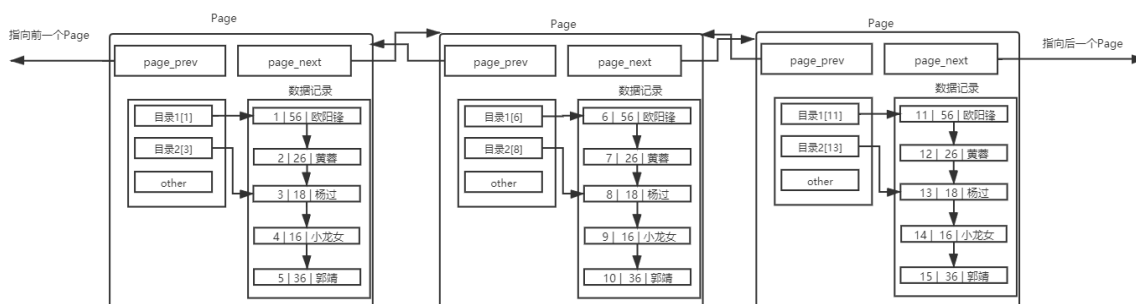 Page
指向前一个Page
page_prev
page_next
数据记录
目录1[1]
目录2[3]
other
1 | 56 | 欧阳锋
2 | 26 | 黄蓉
3 | 18 | 杨过
4 | 16 | 小龙女
5 | 36 | 郭靖
Page
page_prev
page_next
数据记录
目录1[6]
目录2[8]
other
6 | 56 | 欧阳锋
7 | 26 | 黄蓉
8 | 18 | 杨过
9 | 16 | 小龙女
10 | 36 | 郭靖
Page
指向后一个Page
page_prev
page_next
数据记录
目录1[11]
目录2[13]
other
11 | 56 | 欧阳锋
12 | 26 | 黄蓉
13 | 18 | 杨过
14 | 16 | 小龙女
15 | 36 | 郭靖